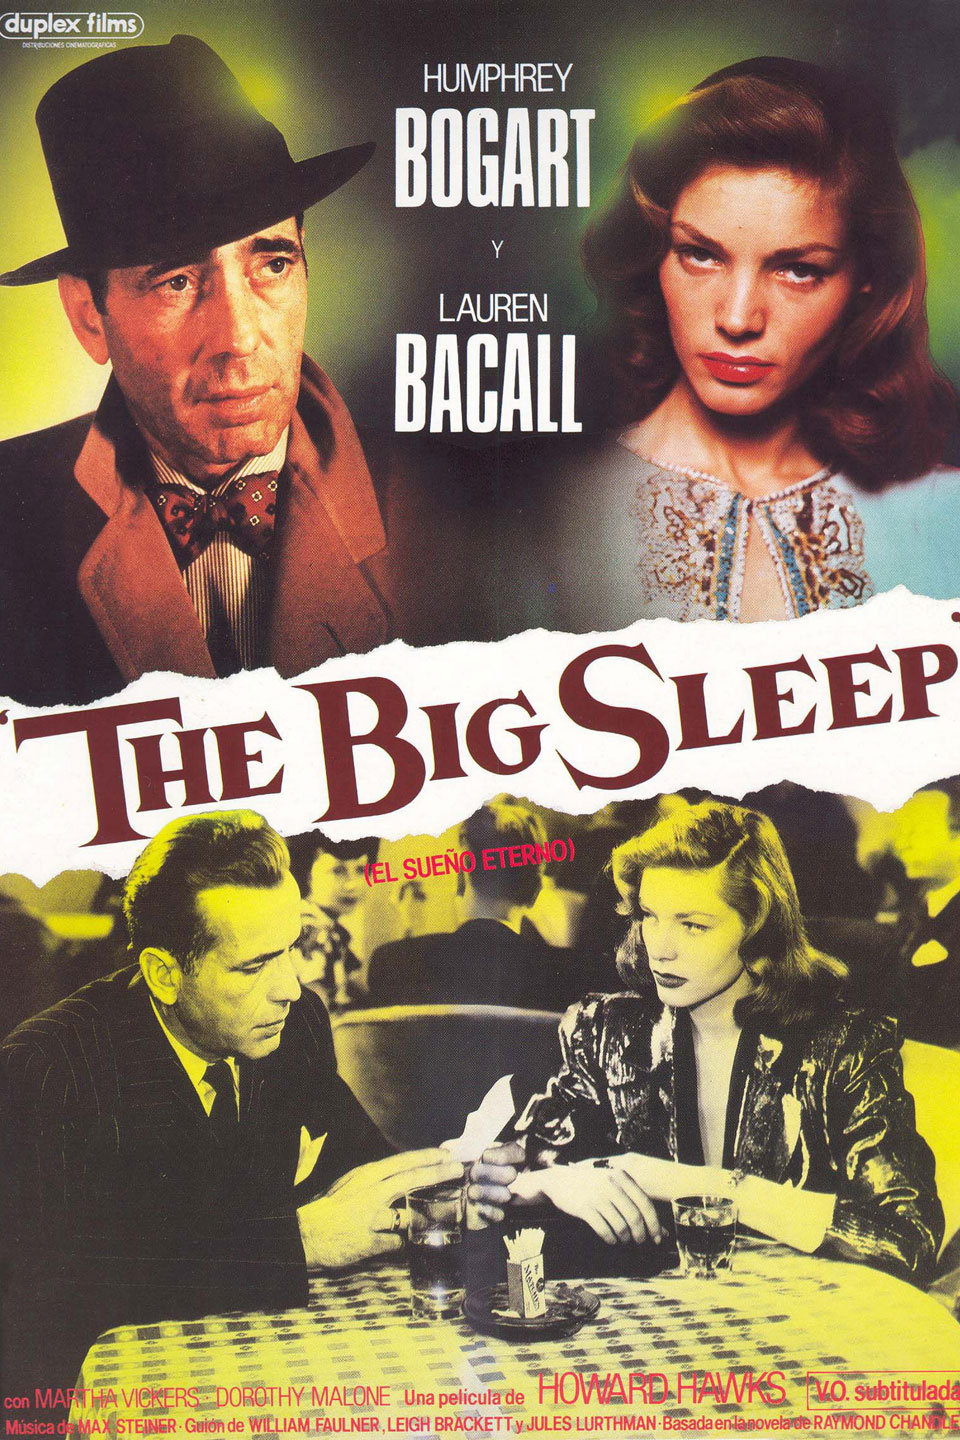 duplex films
DISTRIBUCIONES CINEMATOGRAFICAS
HUMPHREY
BOGART
Y
LAUREN
BACALL
'THE BIG SLEEP'
(EL SUEÑO ETERNO)
con MARTHA VICKERS · DOROTHY MALONE Una película de HOWARD HAWKS V.O. subtitulada
Música de MAX STEINER · Guión de WILLIAM FAULNER, LEIGH BRACKETT y JULES LURTHMAN · Basada en la novela de RAYMOND CHANDLE